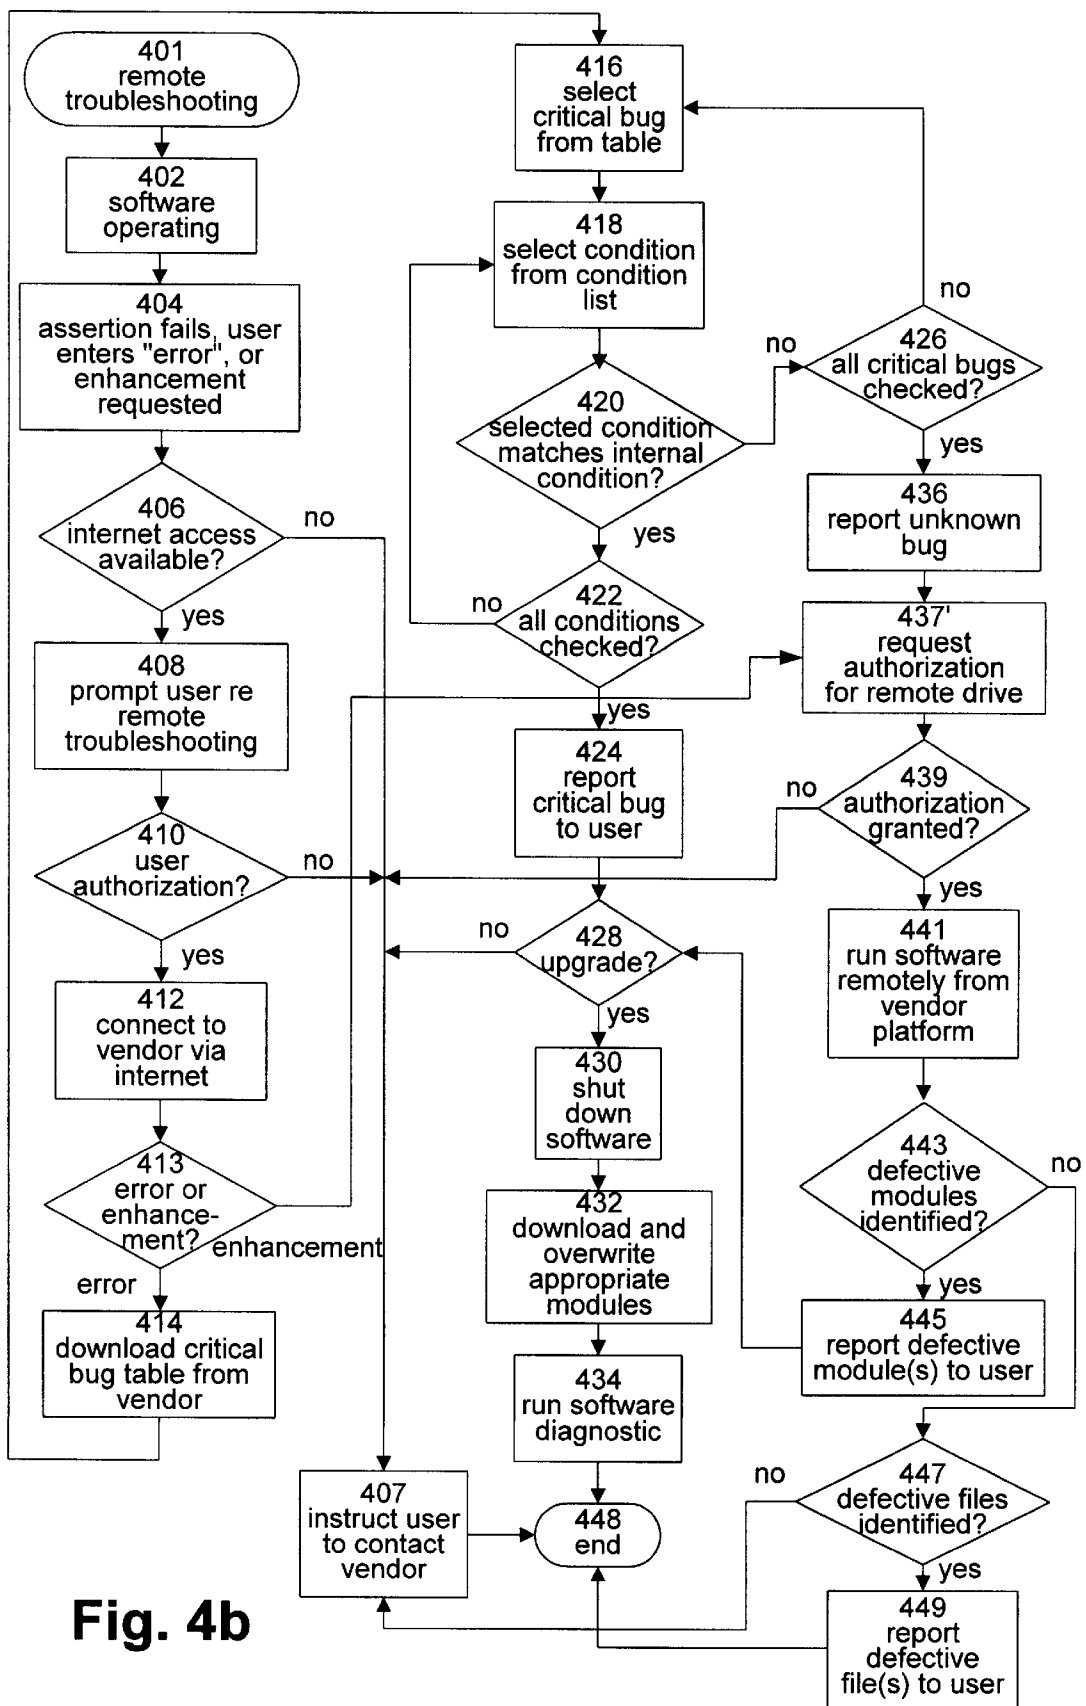 401
remote
troubleshooting
402
software
operating
404
assertion fails, user
enters "error", or
enhancement
requested
406
internet access
available?
no
yes
408
prompt user re
remote
troubleshooting
410
user
authorization?
no
yes
412
connect to
vendor via
internet
413
error or
enhance-
ment?
enhancement
error
414
download critical
bug table from
vendor
416
select
critical bug
from table
418
select condition
from condition
list
420
selected condition
matches internal
condition?
no
yes
422
all conditions
checked?
no
yes
424
report
critical bug
to user
428
upgrade?
no
yes
430
shut
down
software
432
download and
overwrite
appropriate
modules
434
run software
diagnostic
407
instruct user
to contact
vendor
448
end
no
426
all critical bugs
checked?
yes
436
report unknown
bug
437'
request
authorization
for remote drive
439
authorization
granted?
no
yes
441
run software
remotely from
vendor
platform
443
defective
modules
identified?
no
yes
445
report defective
module(s) to user
447
defective files
identified?
no
yes
449
report
defective
file(s) to user
Fig. 4b